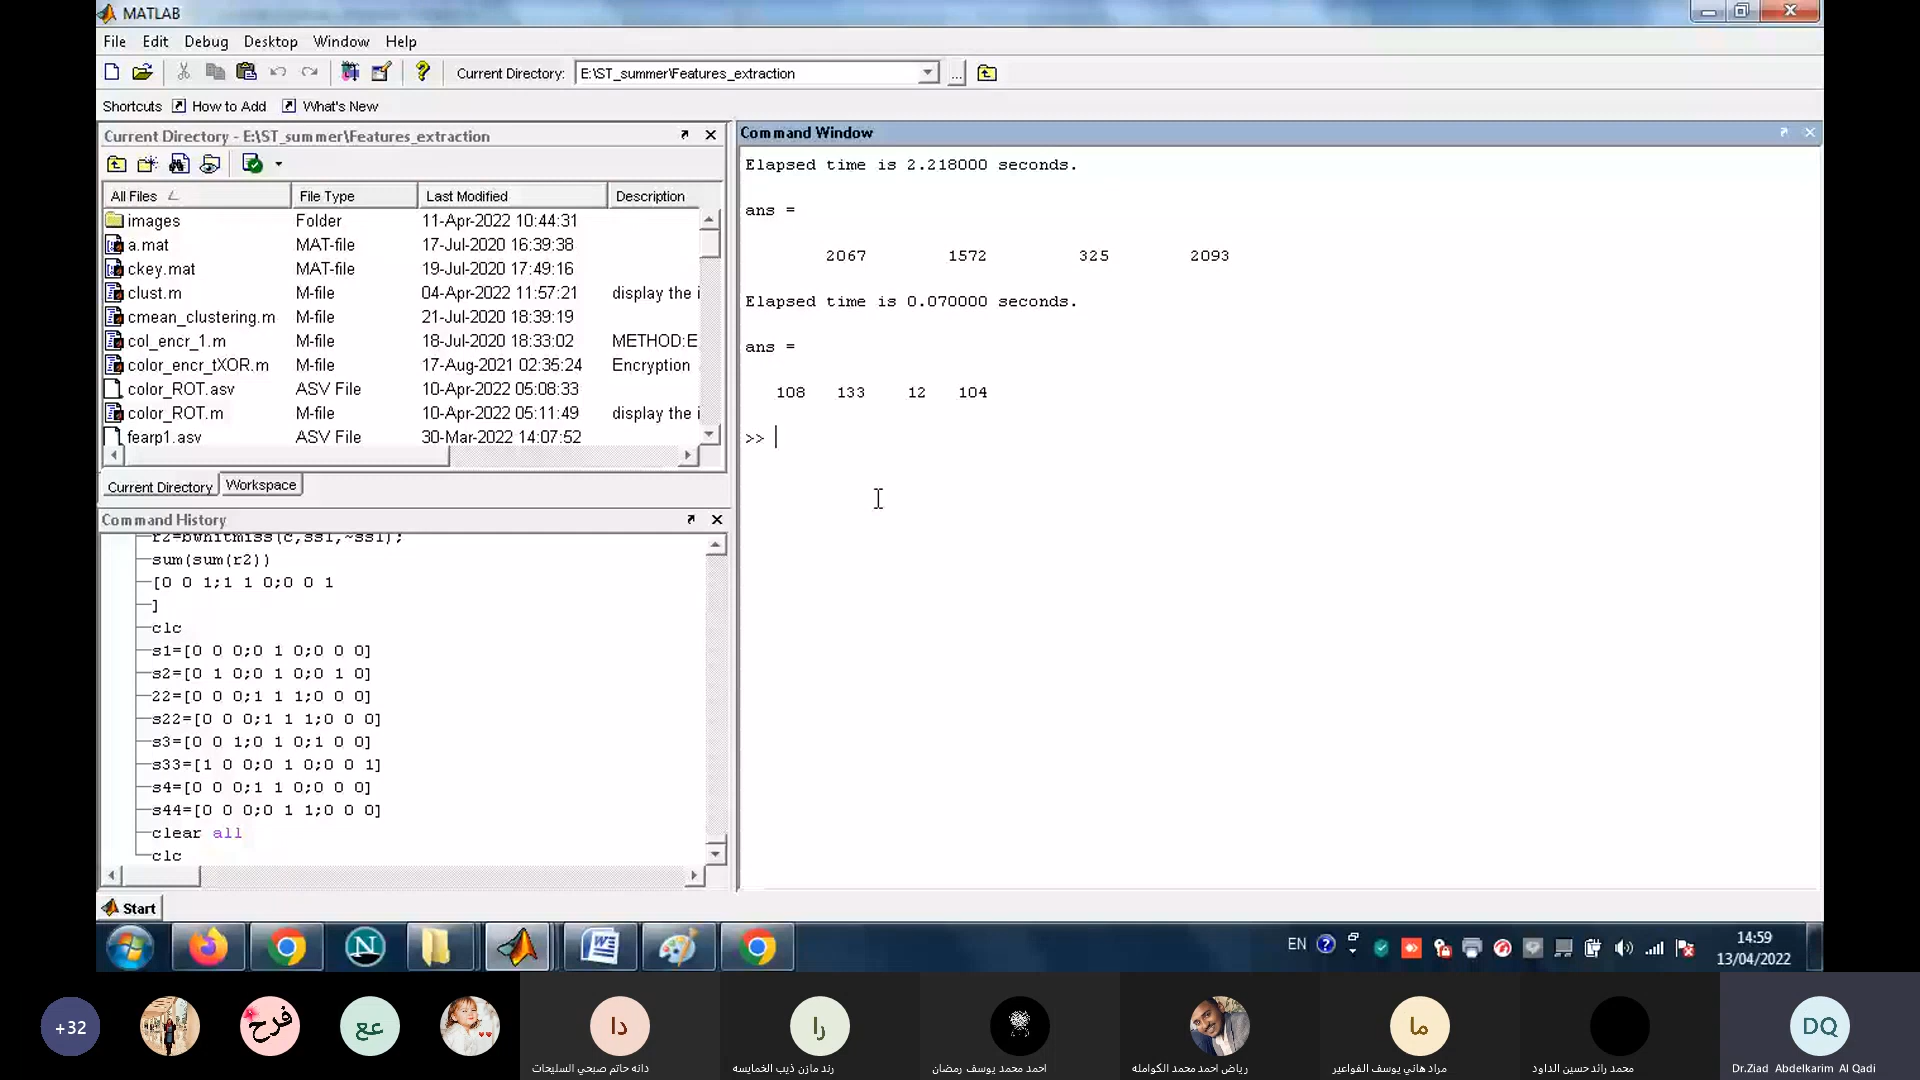 MATLAB
File Edit Debug Desktop Window Help
Current Directory: E:\ST_summer\Features_extraction ...
Shortcuts How to Add What's New
Current Directory - E:\ST_summer\Features_extraction
All Files File Type Last Modified Description
images Folder 11-Apr-2022 10:44:31
a.mat MAT-file 17-Jul-2020 16:39:38
ckey.mat MAT-file 19-Jul-2020 17:49:16
clust.m M-file 04-Apr-2022 11:57:21 display the i
cmean_clustering.m M-file 21-Jul-2020 18:39:19
col_encr_1.m M-file 18-Jul-2020 18:33:02 METHOD:E
color_encr_tXOR.m M-file 17-Aug-2021 02:35:24 Encryption
color_ROT.asv ASV File 10-Apr-2022 05:08:33
color_ROT.m M-file 10-Apr-2022 05:11:49 display the i
fearp1.asv ASV File 30-Mar-2022 14:07:52
Current Directory Workspace
Command History
r2=bwhitmiss(c,ss1,~ss1);
sum(sum(r2))
[0 0 1;1 1 0;0 0 1
]
clc
s1=[0 0 0;0 1 0;0 0 0]
s2=[0 1 0;0 1 0;0 1 0]
22=[0 0 0;1 1 1;0 0 0]
s22=[0 0 0;1 1 1;0 0 0]
s3=[0 0 1;0 1 0;1 0 0]
s33=[1 0 0;0 1 0;0 0 1]
s4=[0 0 0;1 1 0;0 0 0]
s44=[0 0 0;0 1 1;0 0 0]
clear all
clc
Command Window
Elapsed time is 2.218000 seconds.
ans =
2067 1572 325 2093
Elapsed time is 0.070000 seconds.
ans =
108 133 12 104
>>
Start
EN
14:59
13/04/2022
+32
فرح
عع
دا
را
ما
DQ
دانه حاتم صبحي السليحات
رند مازن ذيب الخمايسه
احمد محمد يوسف رمضان
رياض احمد محمد الكوامله
مراد هاني يوسف الفواعير
محمد رائد حسين الداود
Dr.Ziad Abdelkarim Al Qadi